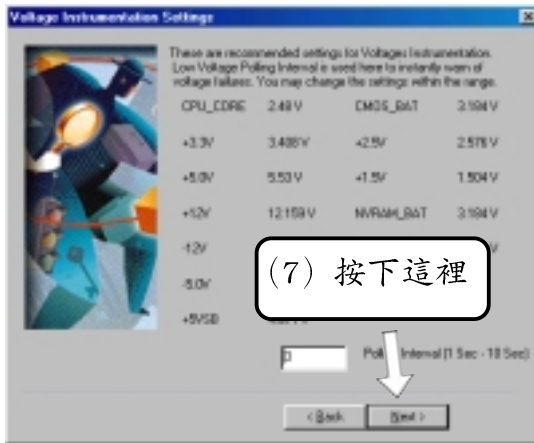 Voltage Instrumentation Settings
These are recommended settings for Voltages Instrumentation.
Low Voltage Polling Interval is used here to instantly warn of
voltage failures. You may change the settings within the range.
CPU_CORE 2.48 V CMOS_BAT 3.184 V
+3.3V 3.408 V +2.5V 2.576 V
+5.0V 5.53 V +1.5V 1.504 V
+12V 12.159 V NVRAM_BAT 3.184 V
-12V
(7) 按下這裡
-5.0V
+5VSB
Interval (1 Sec - 10 Sec)
< Back Next >